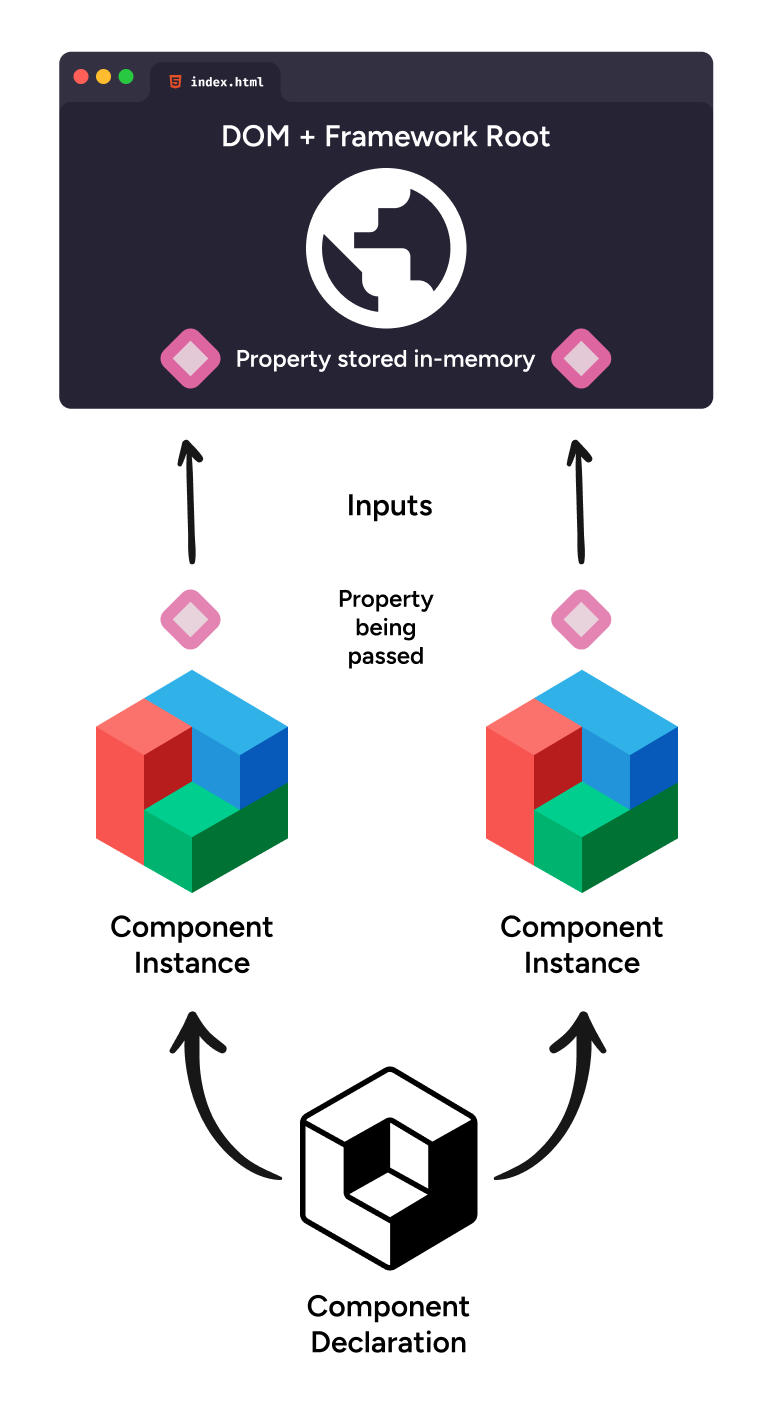 index.html
DOM + Framework Root
Property stored in-memory
Inputs
Property
being
passed
Component
Instance
Component
Instance
Component
Declaration